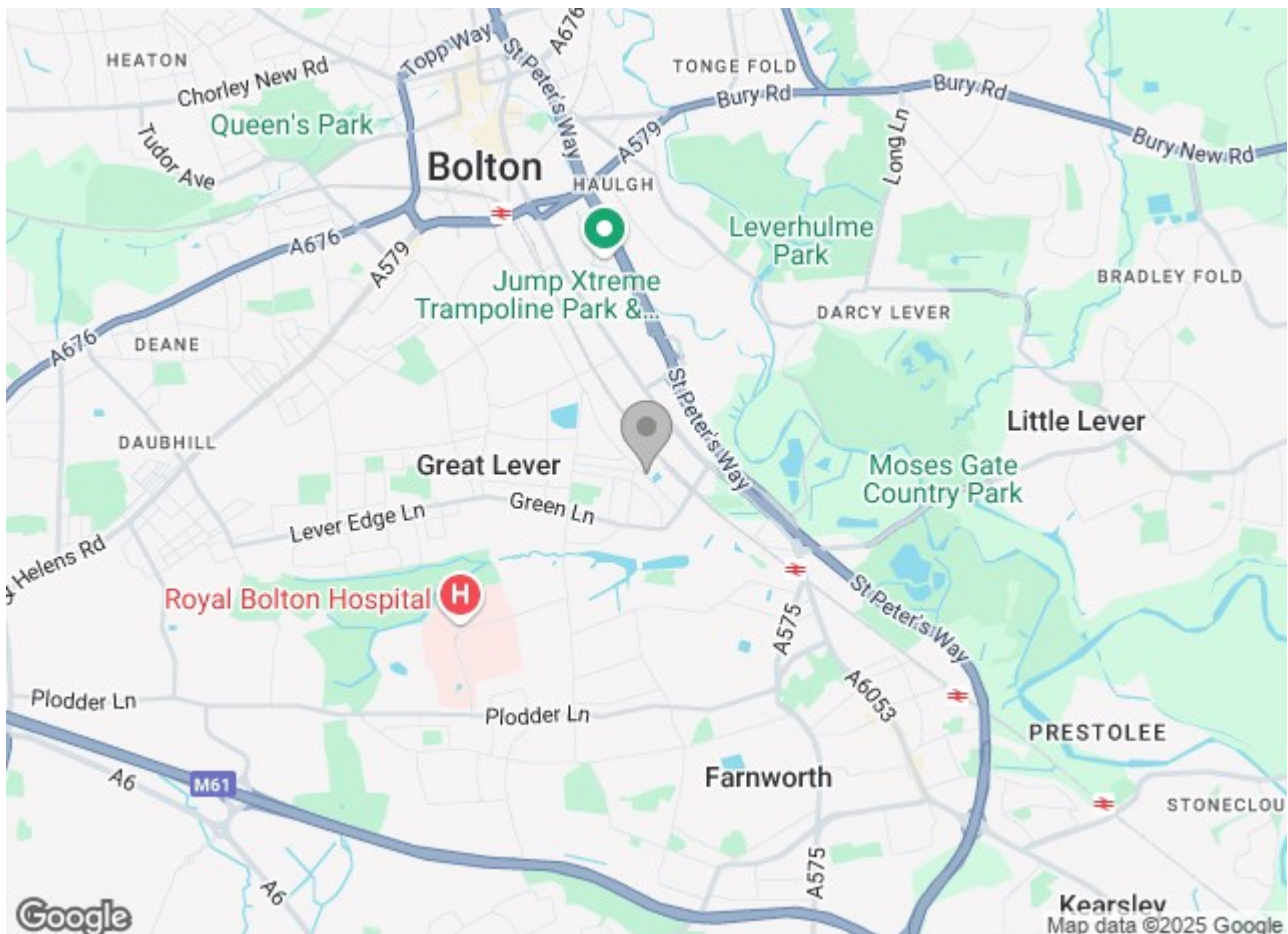 HEATON
Topp Way
A676
St Peter's Way
TONGE FOLD
Chorley New Rd
Bury Rd
Bury Rd
Queen's Park
A579
Tudor Ave
Long Ln
Bury New Rd
Bolton
HAULGH
Leverhulme
Park
A676
A579
Jump Xtreme
Trampoline Park &...
BRADLEY FOLD
DARCY LEVER
A676
DEANE
St Peter's Way
DAUBHILL
Little Lever
Great Lever
Moses Gate
Country Park
Green Ln
Lever Edge Ln
Helens Rd
Royal Bolton Hospital
H
St Peter's Way
A575
A6053
Plodder Ln
Plodder Ln
PRESTOLEE
A6
M61
Farnworth
STONECLOU
A575
A6
Kearsley
Google
Map data ©2025 Google